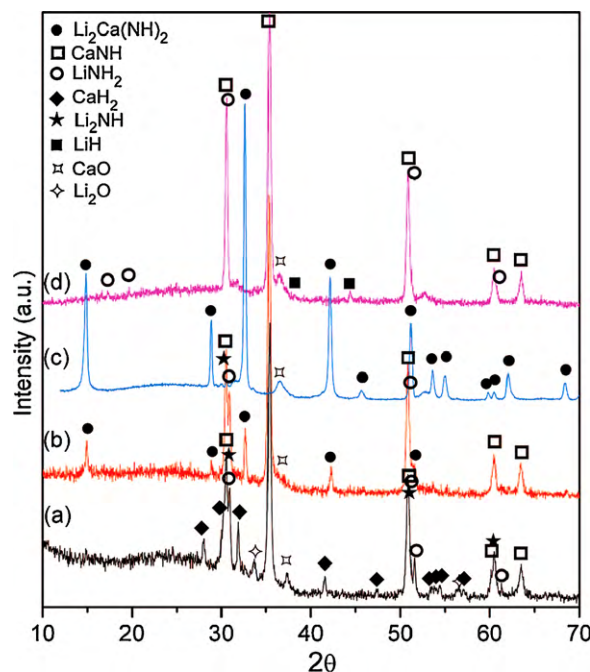 Li₂Ca(NH)₂
CaNH
LiNH₂
CaH₂
Li₂NH
LiH
CaO
Li₂O
(d)
(c)
(b)
(a)
Intensity (a.u.)
10 20 30 40 50 60 70
2θ